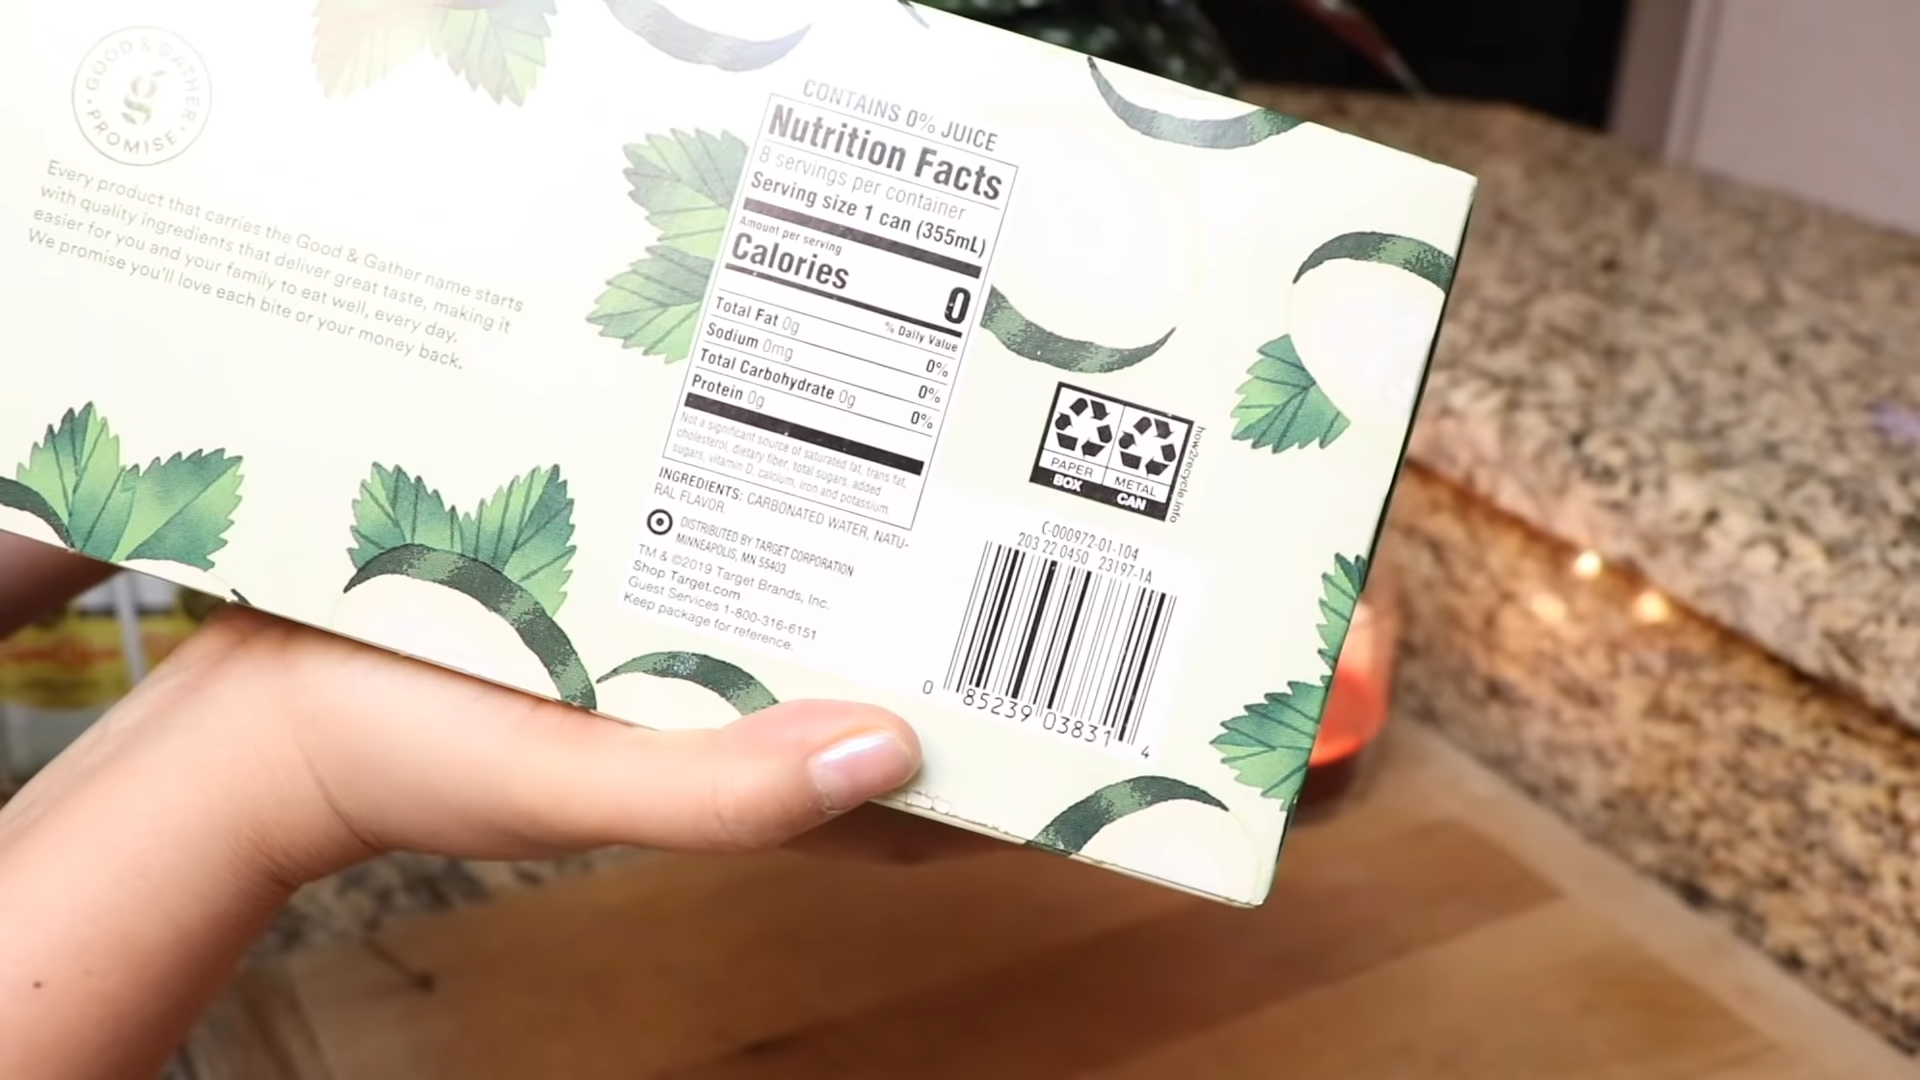 GOOD & GATHER
PROMISE
Every product that carries the Good & Gather name starts
with quality ingredients that deliver great taste, making it
easier for you and your family to eat well, every day.
We promise you'll love each bite or your money back.
CONTAINS 0% JUICE
Nutrition Facts
8 servings per container
Serving size 1 can (355mL)
Amount per serving
Calories 0
% Daily Value
Total Fat 0g 0%
Sodium 0mg 0%
Total Carbohydrate 0g 0%
Protein 0g
Not a significant source of saturated fat, trans fat,
cholesterol, dietary fiber, total sugars, added
sugars, vitamin D, calcium, iron and potassium.
INGREDIENTS: CARBONATED WATER, NATU-
RAL FLAVOR.
DISTRIBUTED BY TARGET CORPORATION
MINNEAPOLIS, MN 55403
TM & ©2019 Target Brands, Inc.
Shop Target.com
Guest Services 1-800-316-6151
Keep package for reference.
PAPER METAL
BOX CAN
how2recycle.info
C-000972-01-104
203 22 0450 23197-1A
0 85239 03831 4